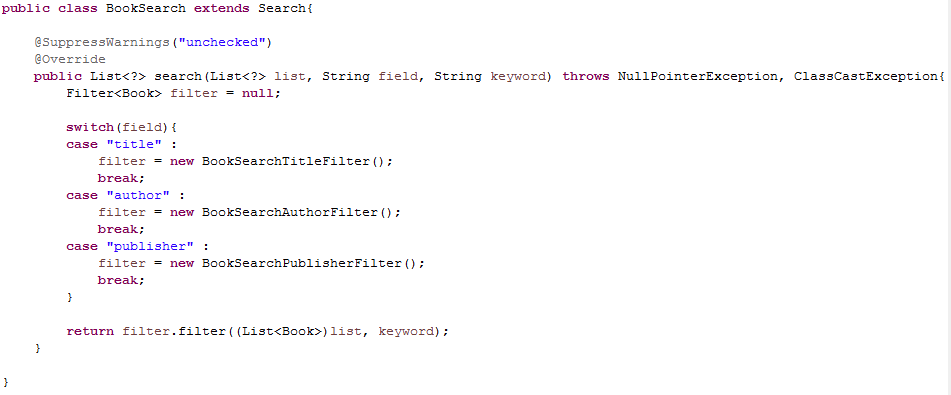 public class BookSearch extends Search{
@SuppressWarnings("unchecked")
@Override
public List<?> search(List<?> list, String field, String keyword) throws NullPointerException, ClassCastException{
Filter<Book> filter = null;
switch(field){
case "title" :
filter = new BookSearchTitleFilter();
break;
case "author" :
filter = new BookSearchAuthorFilter();
break;
case "publisher" :
filter = new BookSearchPublisherFilter();
break;
}
return filter.filter((List<Book>)list, keyword);
}
}